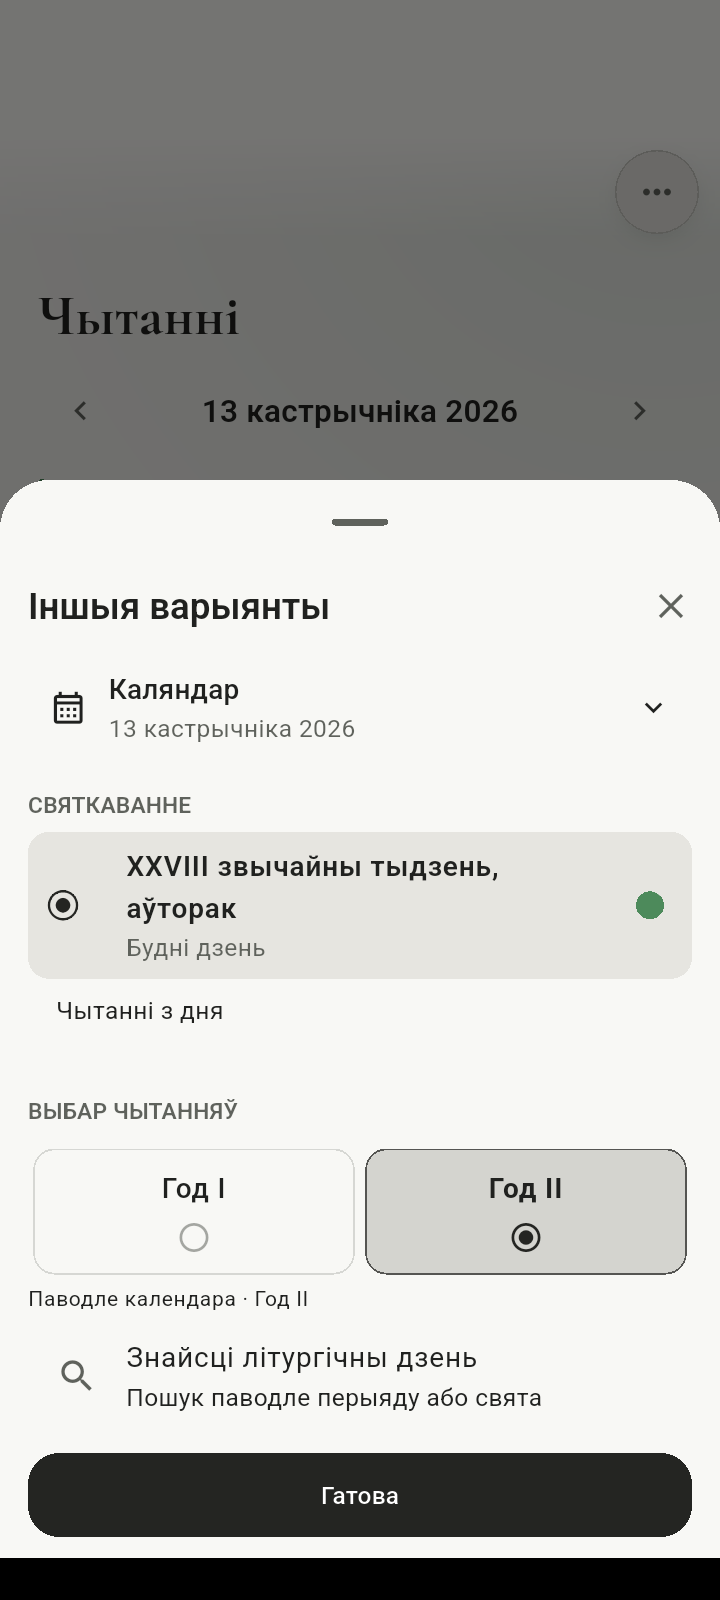 Чытанні
13 кастрычніка 2026
Іншыя варыянты
Каляндар
13 кастрычніка 2026
СВЯТКАВАННЕ
XXVIII звычайны тыдзень,
аўторак
Будні дзень
Чытанні з дня
ВЫБАР ЧЫТАННЯЎ
Год I
Год II
Паводле календара · Год II
Знайсці літургічны дзень
Пошук паводле перыяду або свята
Гатова